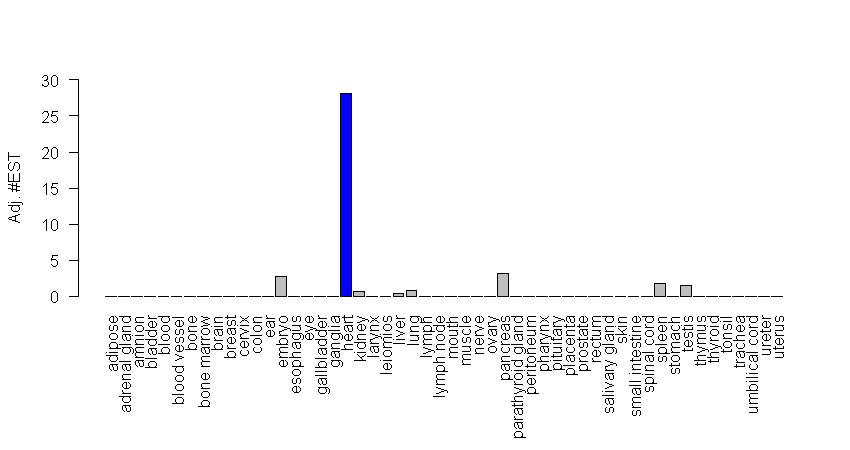 30
25
20
15
10
5
0
Adj. #EST
adipose
adrenal gland
amnion
bladder
blood
blood vessel
bone
bone marrow
brain
breast
cervix
colon
ear
embryo
esophagus
eye
gallbladder
ganglia
heart
kidney
larynx
leiomios
liver
lung
lymph
lymph node
mouth
muscle
nerve
ovary
pancreas
parathyroid gland
peritoneum
pharynx
pituitary
placenta
prostate
rectum
salivary gland
skin
small intestine
spinal cord
spleen
stomach
testis
thymus
thyroid
tonsil
trachea
umbilical cord
ureter
uterus